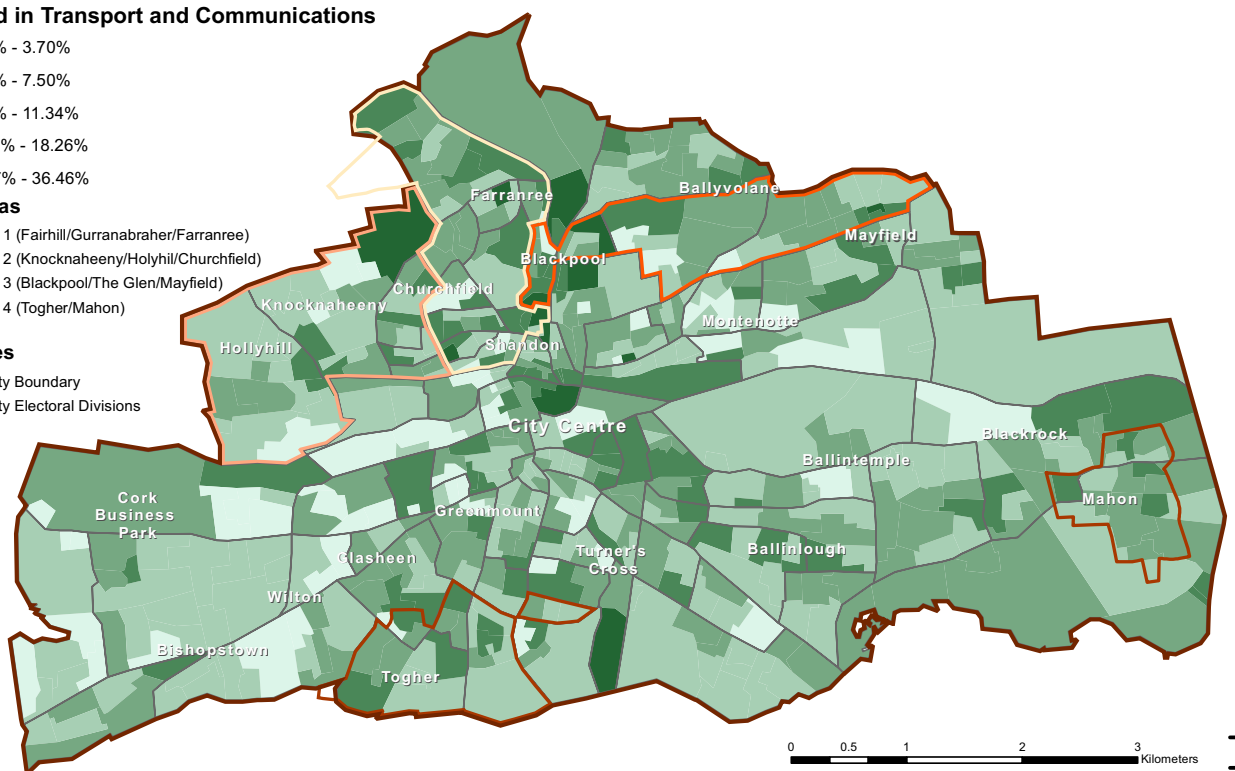 d in Transport and Communications
% - 3.70%
% - 7.50%
% - 11.34%
% - 18.26%
% - 36.46%
as
1 (Fairhill/Gurranabraher/Farranree)
2 (Knocknaheeny/Holyhil/Churchfield)
3 (Blackpool/The Glen/Mayfield)
4 (Togher/Mahon)
es
ty Boundary
ty Electoral Divisions
Farranree
Ballyvolane
Mayfield
Blackpool
Churchfield
Knocknaheeny
Montenotte
Hollyhill
Shandon
City Centre
Blackrock
Ballintemple
Cork
Business
Park
Mahon
Greenmount
Glasheen
Turner's
Cross
Ballinlough
Wilton
Bishopstown
Togher
0 0.5 1 2 3
Kilometers